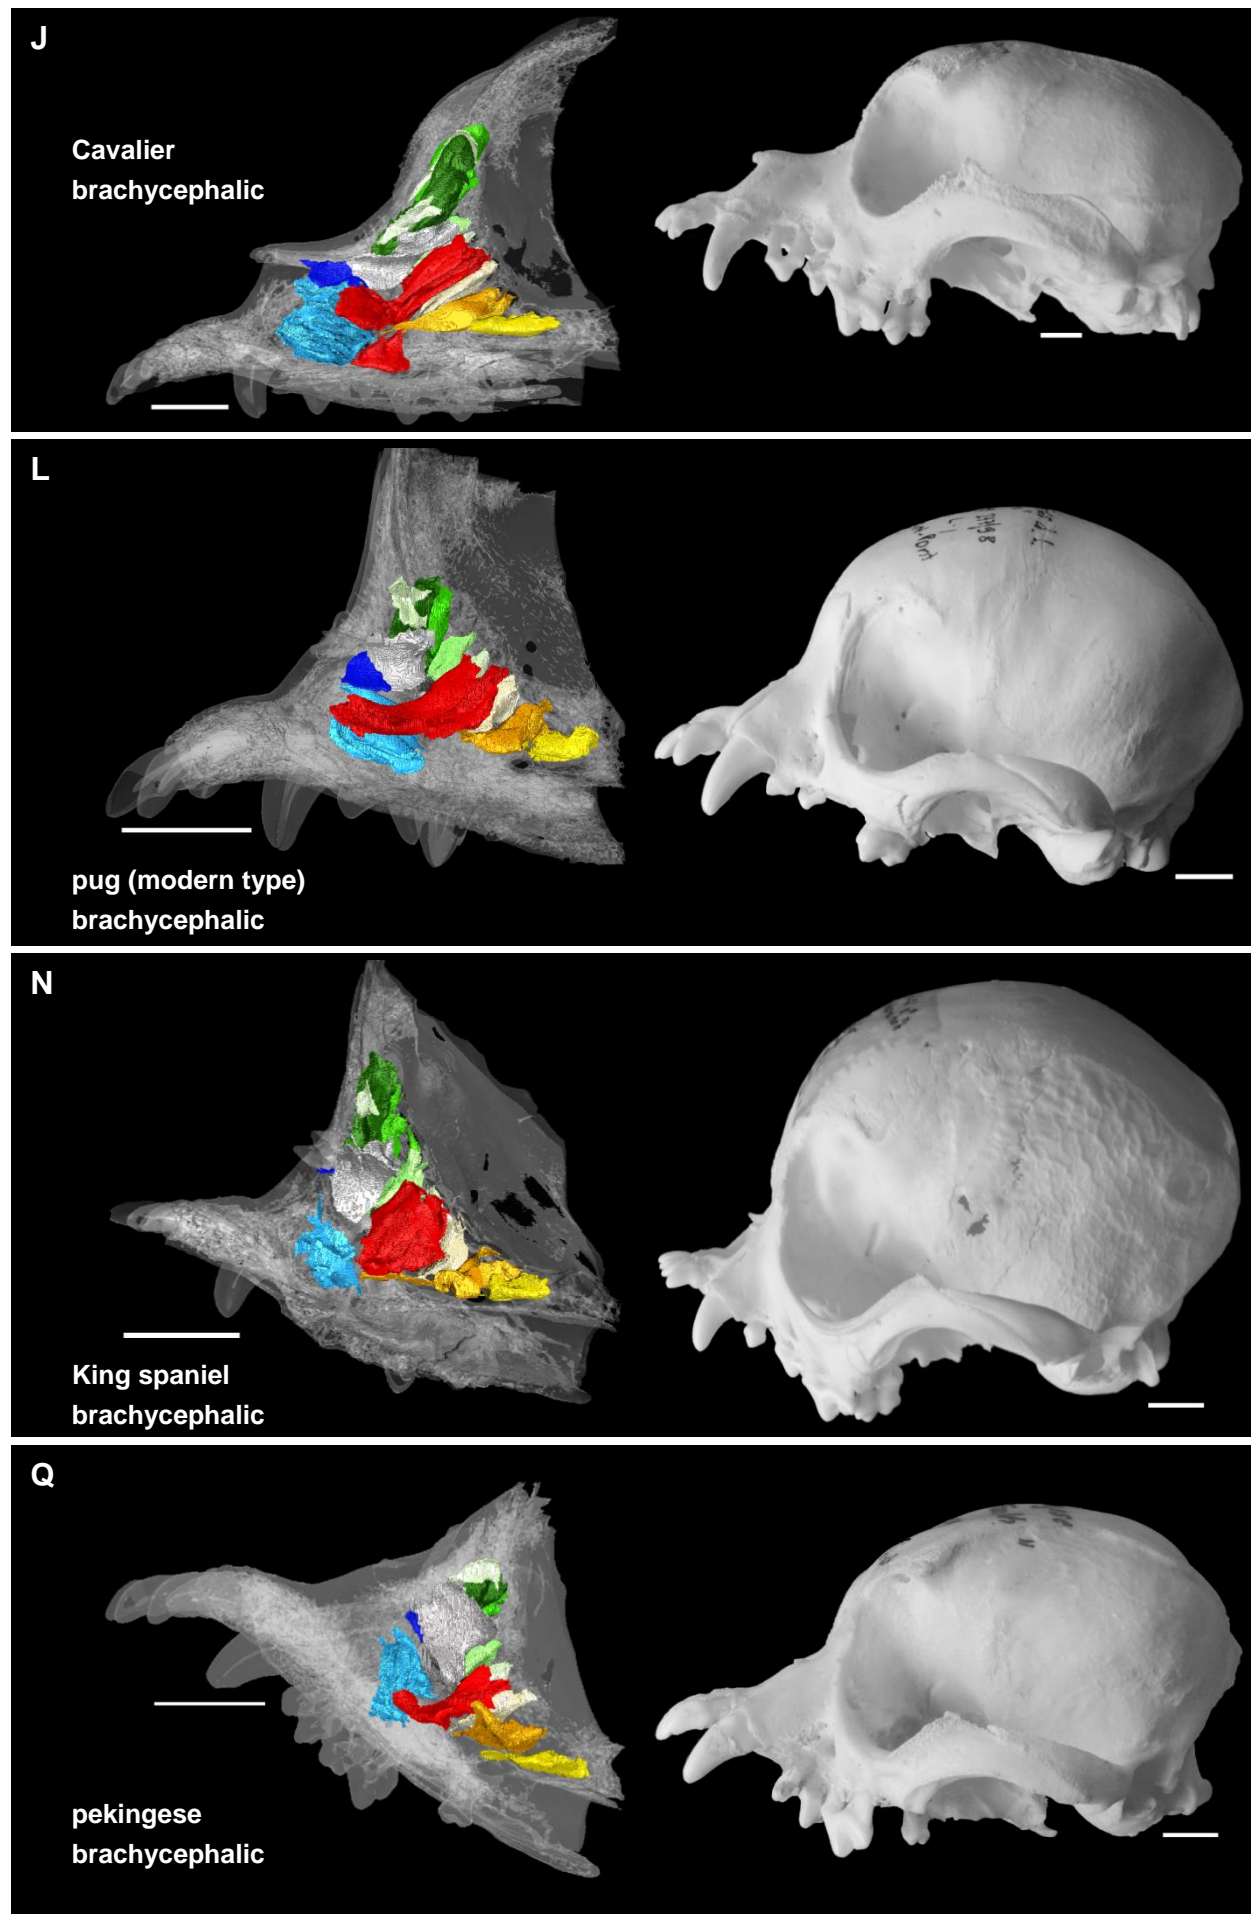 J
Cavalier
brachycephalic
L
pug (modern type)
brachycephalic
N
King spaniel
brachycephalic
Q
pekingese
brachycephalic